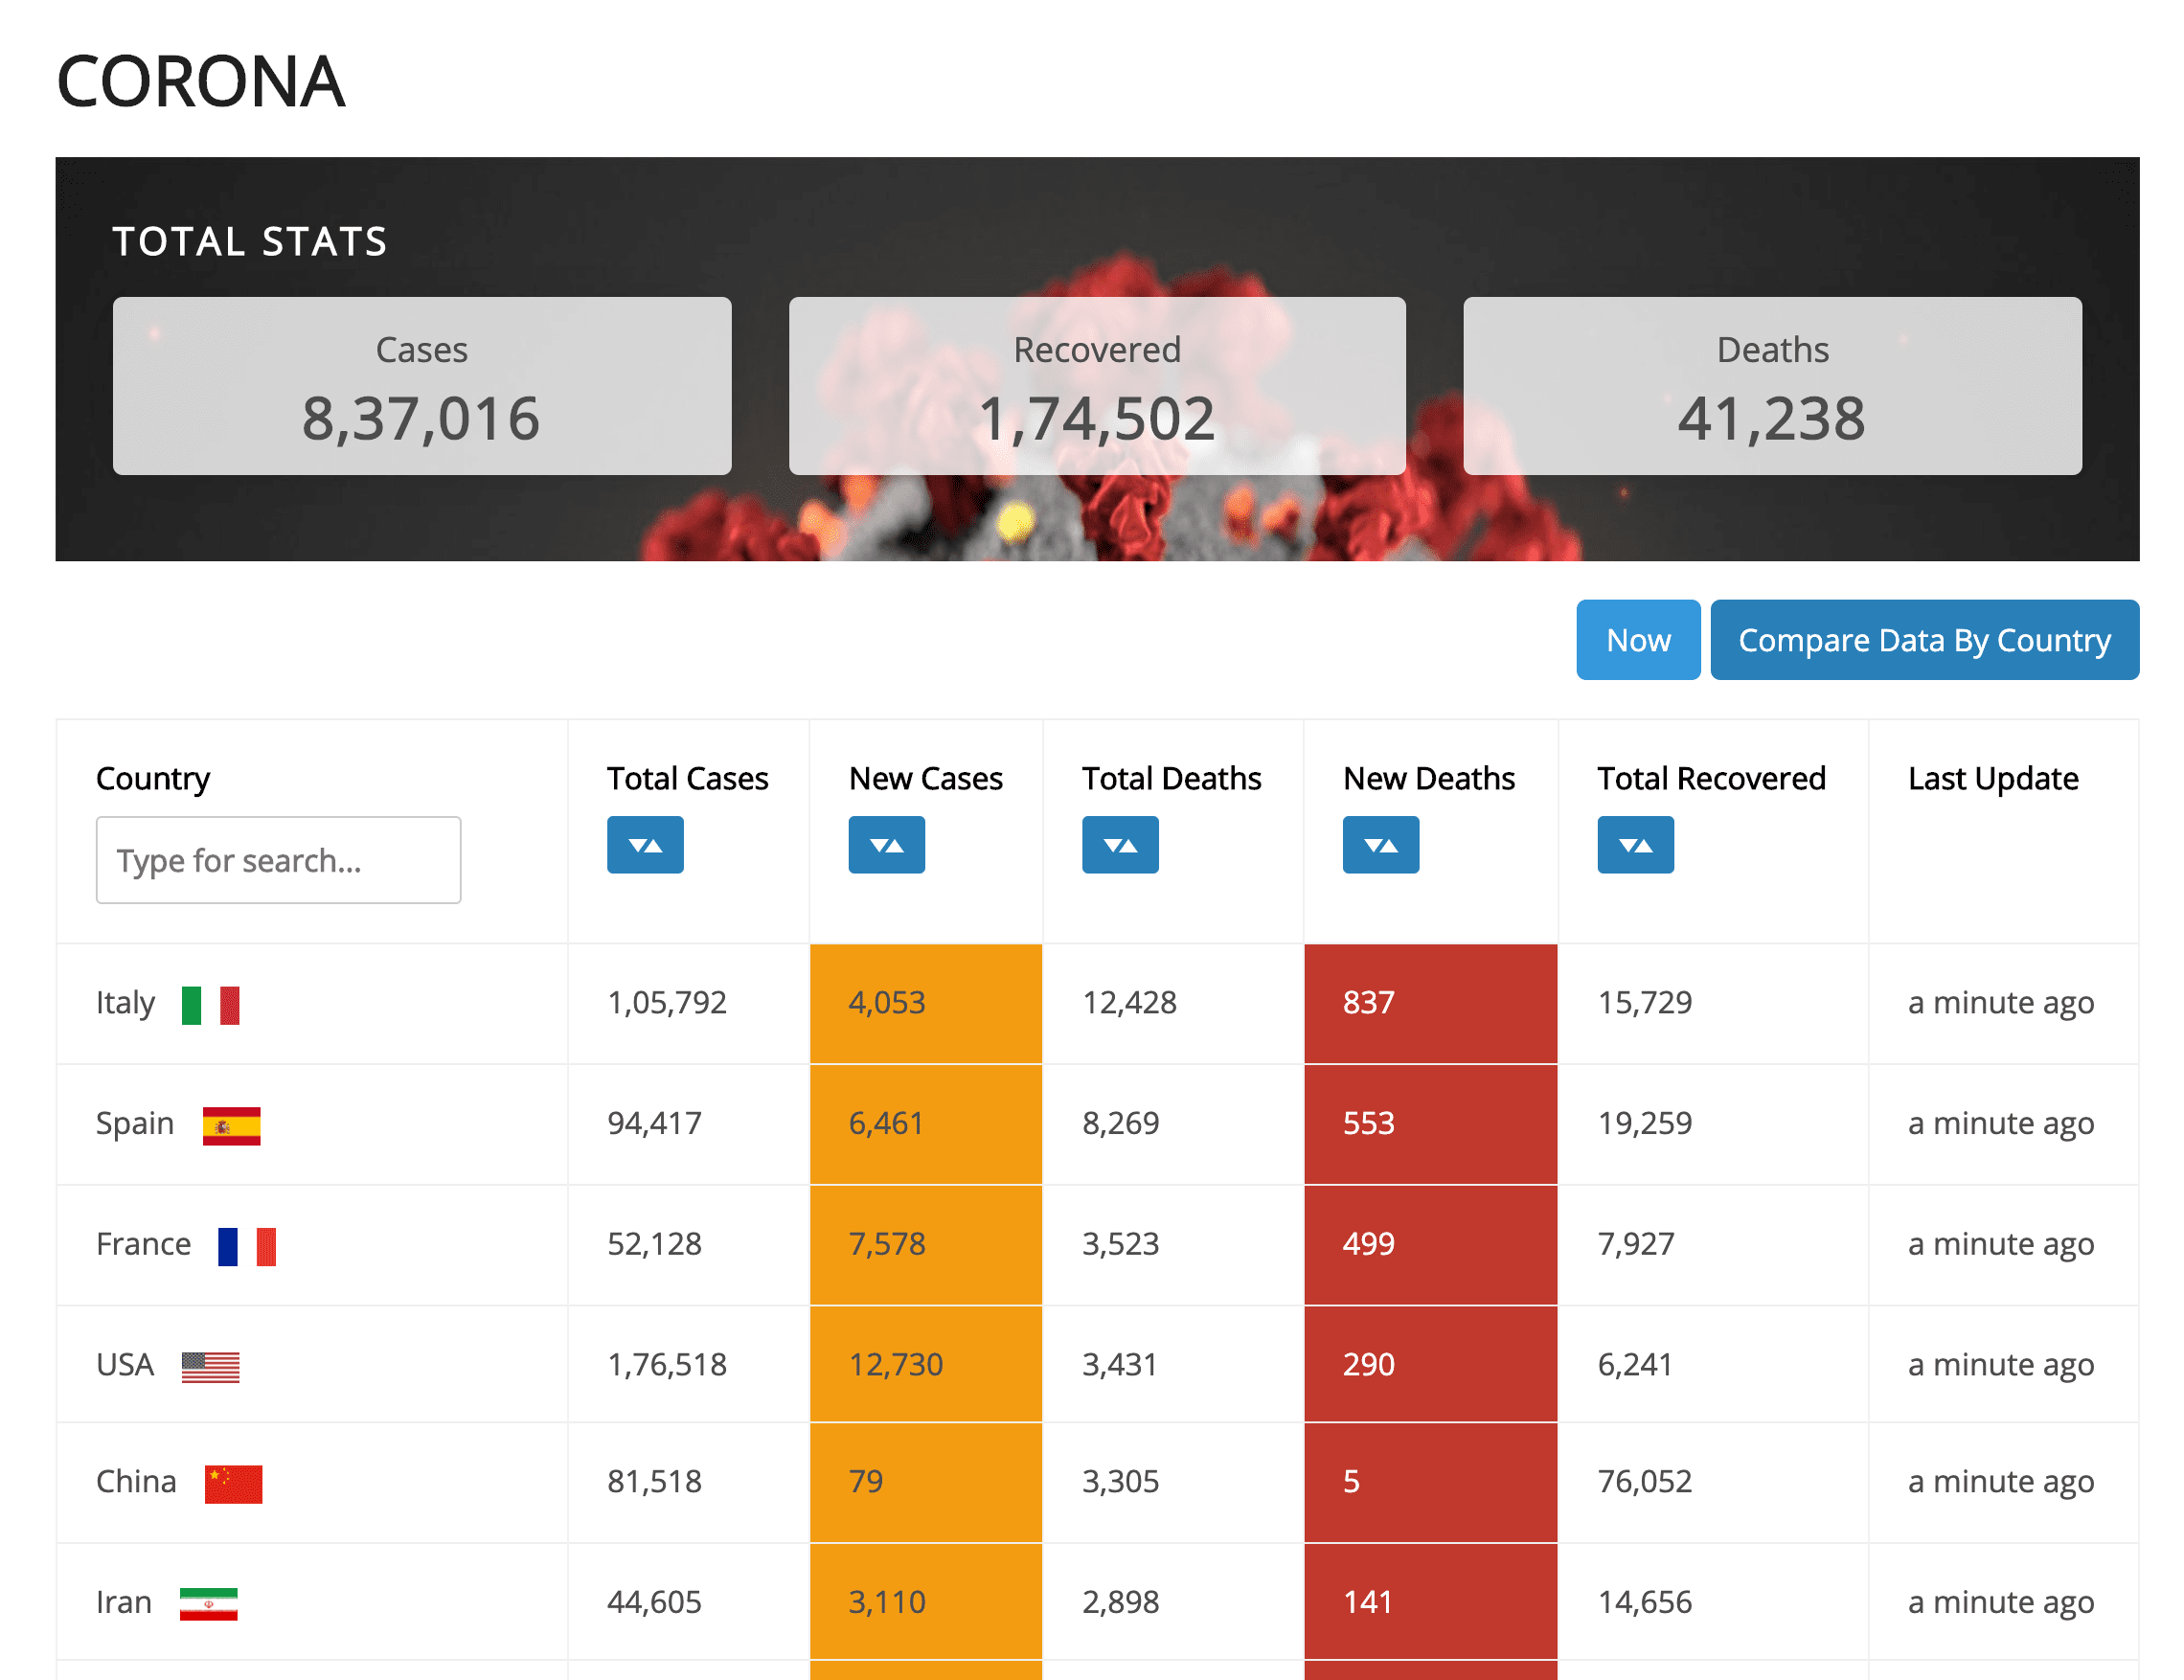 CORONA
TOTAL STATS
Cases Recovered Deaths
8,37,016 1,74,502 41,238
Now Compare Data By Country
Country Total Cases New Cases Total Deaths New Deaths Total Recovered Last Update
Type for search...
Italy 1,05,792 4,053 12,428 837 15,729 a minute ago
Spain 94,417 6,461 8,269 553 19,259 a minute ago
France 52,128 7,578 3,523 499 7,927 a minute ago
USA 1,76,518 12,730 3,431 290 6,241 a minute ago
China 81,518 79 3,305 5 76,052 a minute ago
Iran 44,605 3,110 2,898 141 14,656 a minute ago